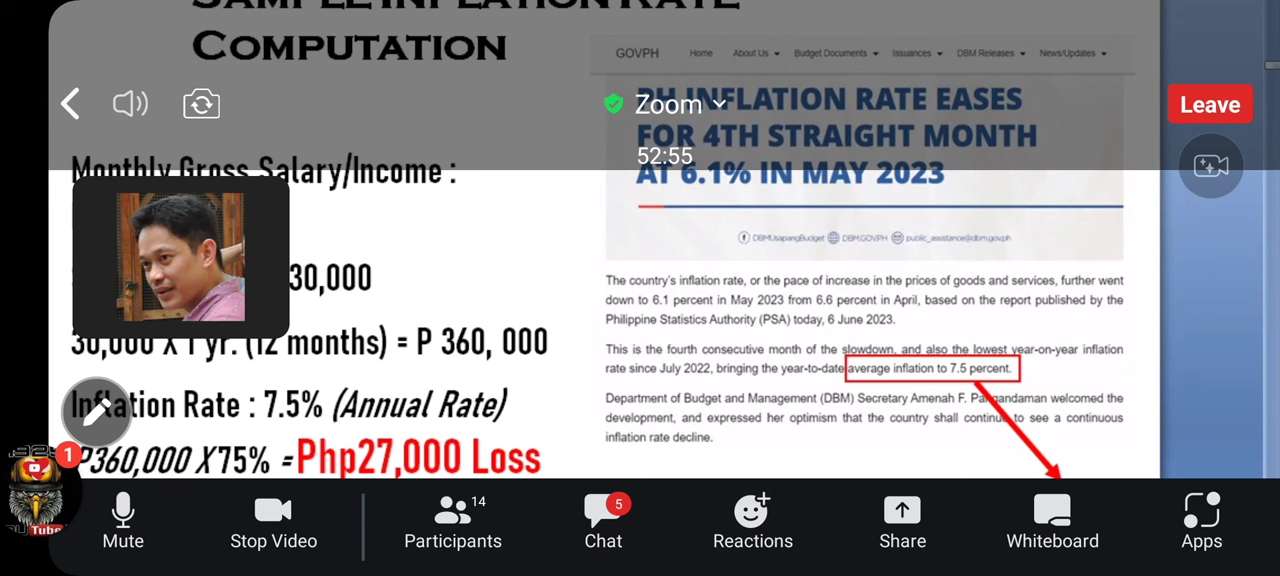 SAMPLE INFLATION RATE
COMPUTATION
GOVPH Home About Us Budget Documents Issuances DBM Releases News/Updates
Zoom
Leave
52:55
PH INFLATION RATE EASES
FOR 4TH STRAIGHT MONTH
AT 6.1% IN MAY 2023
DBMUsapangBudget DBM.GOV.PH public_assistance@dbm.gov.ph
Monthly Gross Salary/Income :
30,000
30,000 X 1 yr. (12 months) = P 360, 000
Inflation Rate : 7.5% (Annual Rate)
P360,000 X75% =Php27,000 Loss
The country's inflation rate, or the pace of increase in the prices of goods and services, further went
down to 6.1 percent in May 2023 from 6.6 percent in April, based on the report published by the
Philippine Statistics Authority (PSA) today, 6 June 2023.
This is the fourth consecutive month of the slowdown, and also the lowest year-on-year inflation
rate since July 2022, bringing the year-to-date average inflation to 7.5 percent.
Department of Budget and Management (DBM) Secretary Amenah F. Pangandaman welcomed the
development, and expressed her optimism that the country shall continue to see a continuous
inflation rate decline.
1
Tube
Mute
Stop Video
14
Participants
5
Chat
Reactions
Share
Whiteboard
Apps